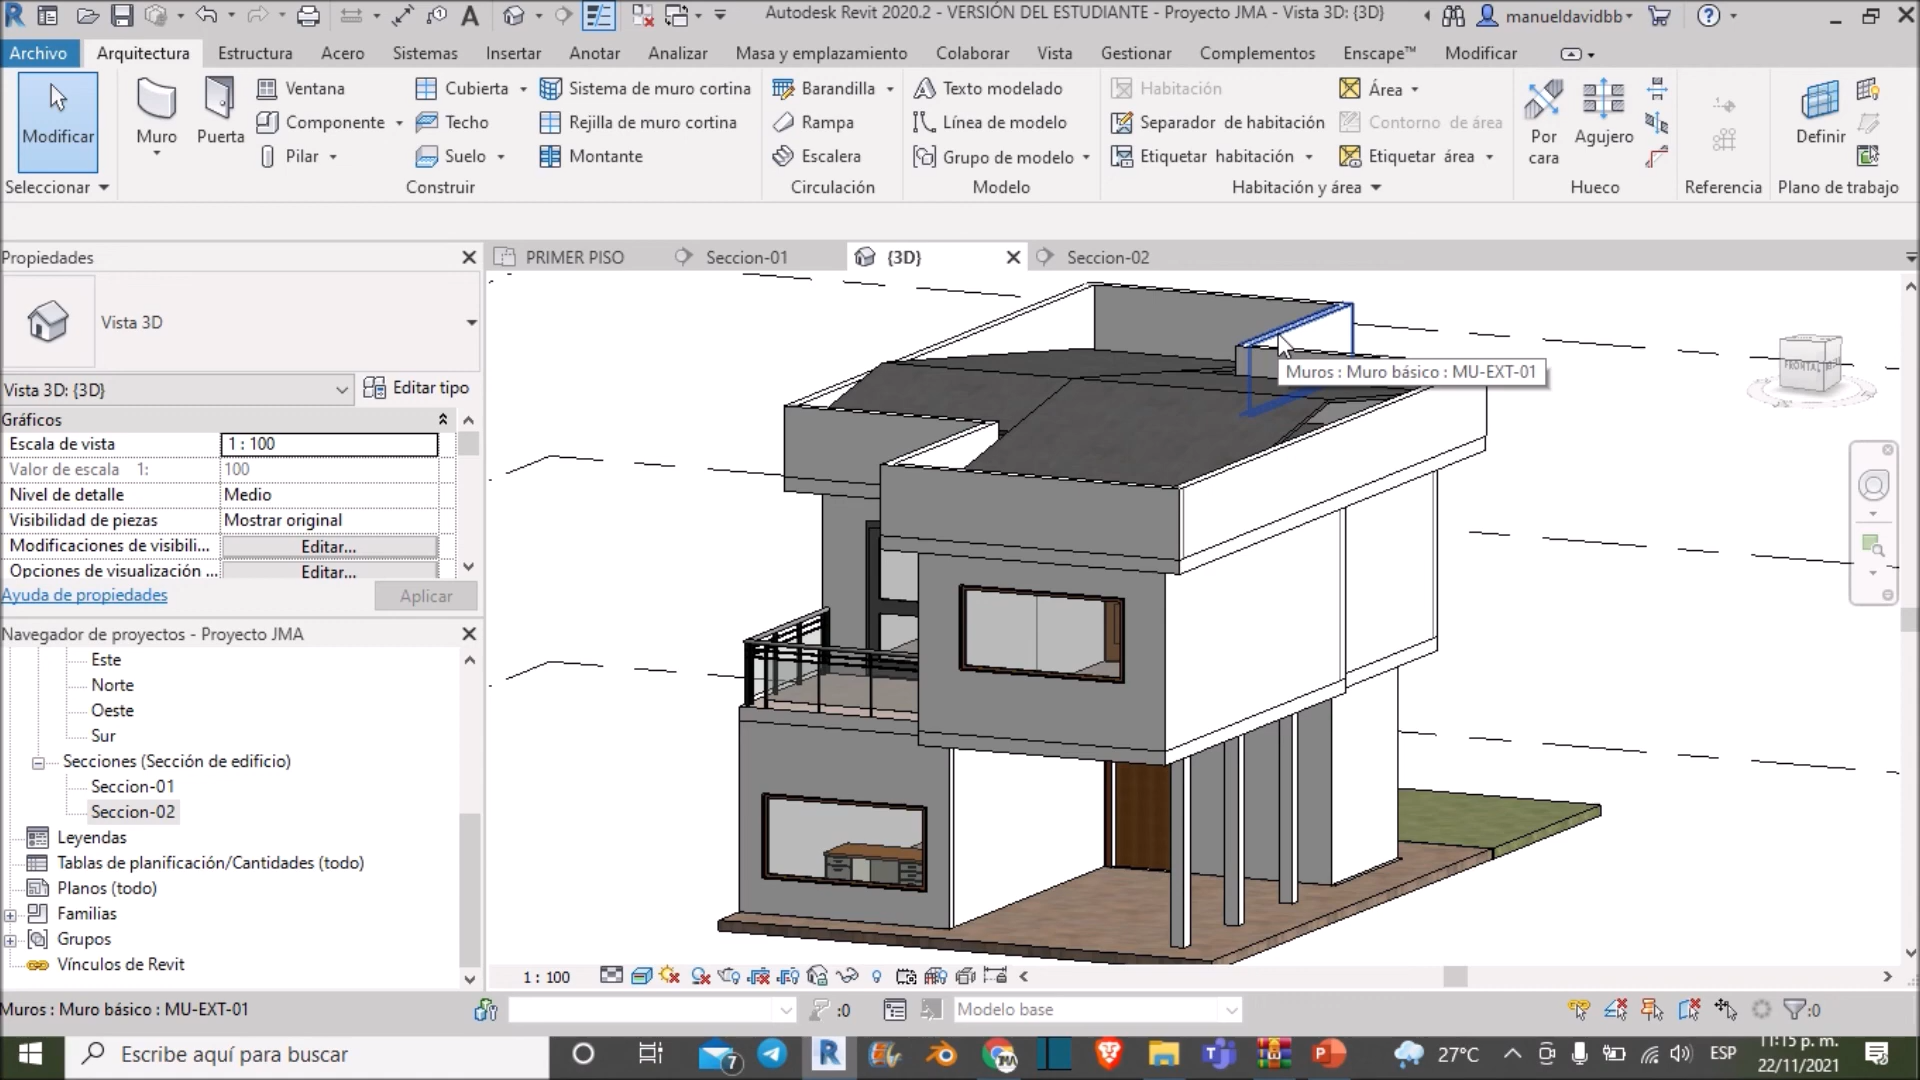 Autodesk Revit 2020.2 - VERSIÓN DEL ESTUDIANTE - Proyecto JMA - Vista 3D: {3D}
manueldavidbb
Archivo Arquitectura Estructura Acero Sistemas Insertar Anotar Analizar Masa y emplazamiento Colaborar Vista Gestionar Complementos Enscape™ Modificar
Modificar
Muro
Puerta
Ventana
Componente
Pilar
Cubierta
Techo
Suelo
Sistema de muro cortina
Rejilla de muro cortina
Montante
Barandilla
Rampa
Escalera
Texto modelado
Línea de modelo
Grupo de modelo
Habitación
Separador de habitación
Etiquetar habitación
Área
Contorno de área
Etiquetar área
Por
cara
Agujero
Definir
Seleccionar
Construir
Circulación
Modelo
Habitación y área
Hueco
Referencia
Plano de trabajo
Propiedades
PRIMER PISO
Seccion-01
{3D}
Seccion-02
Vista 3D
Vista 3D: {3D}
Editar tipo
Gráficos
Escala de vista 1 : 100
Valor de escala 1: 100
Nivel de detalle Medio
Visibilidad de piezas Mostrar original
Modificaciones de visibili... Editar...
Opciones de visualización ... Editar...
Ayuda de propiedades
Aplicar
Navegador de proyectos - Proyecto JMA
Este
Norte
Oeste
Sur
Secciones (Sección de edificio)
Seccion-01
Seccion-02
Leyendas
Tablas de planificación/Cantidades (todo)
Planos (todo)
Familias
Grupos
Vínculos de Revit
Muros : Muro básico : MU-EXT-01
FRONTAL
1 : 100
Muros : Muro básico : MU-EXT-01
:0
Modelo base
:0
Escribe aquí para buscar
7
27°C
ESP
11:15 p. m.
22/11/2021